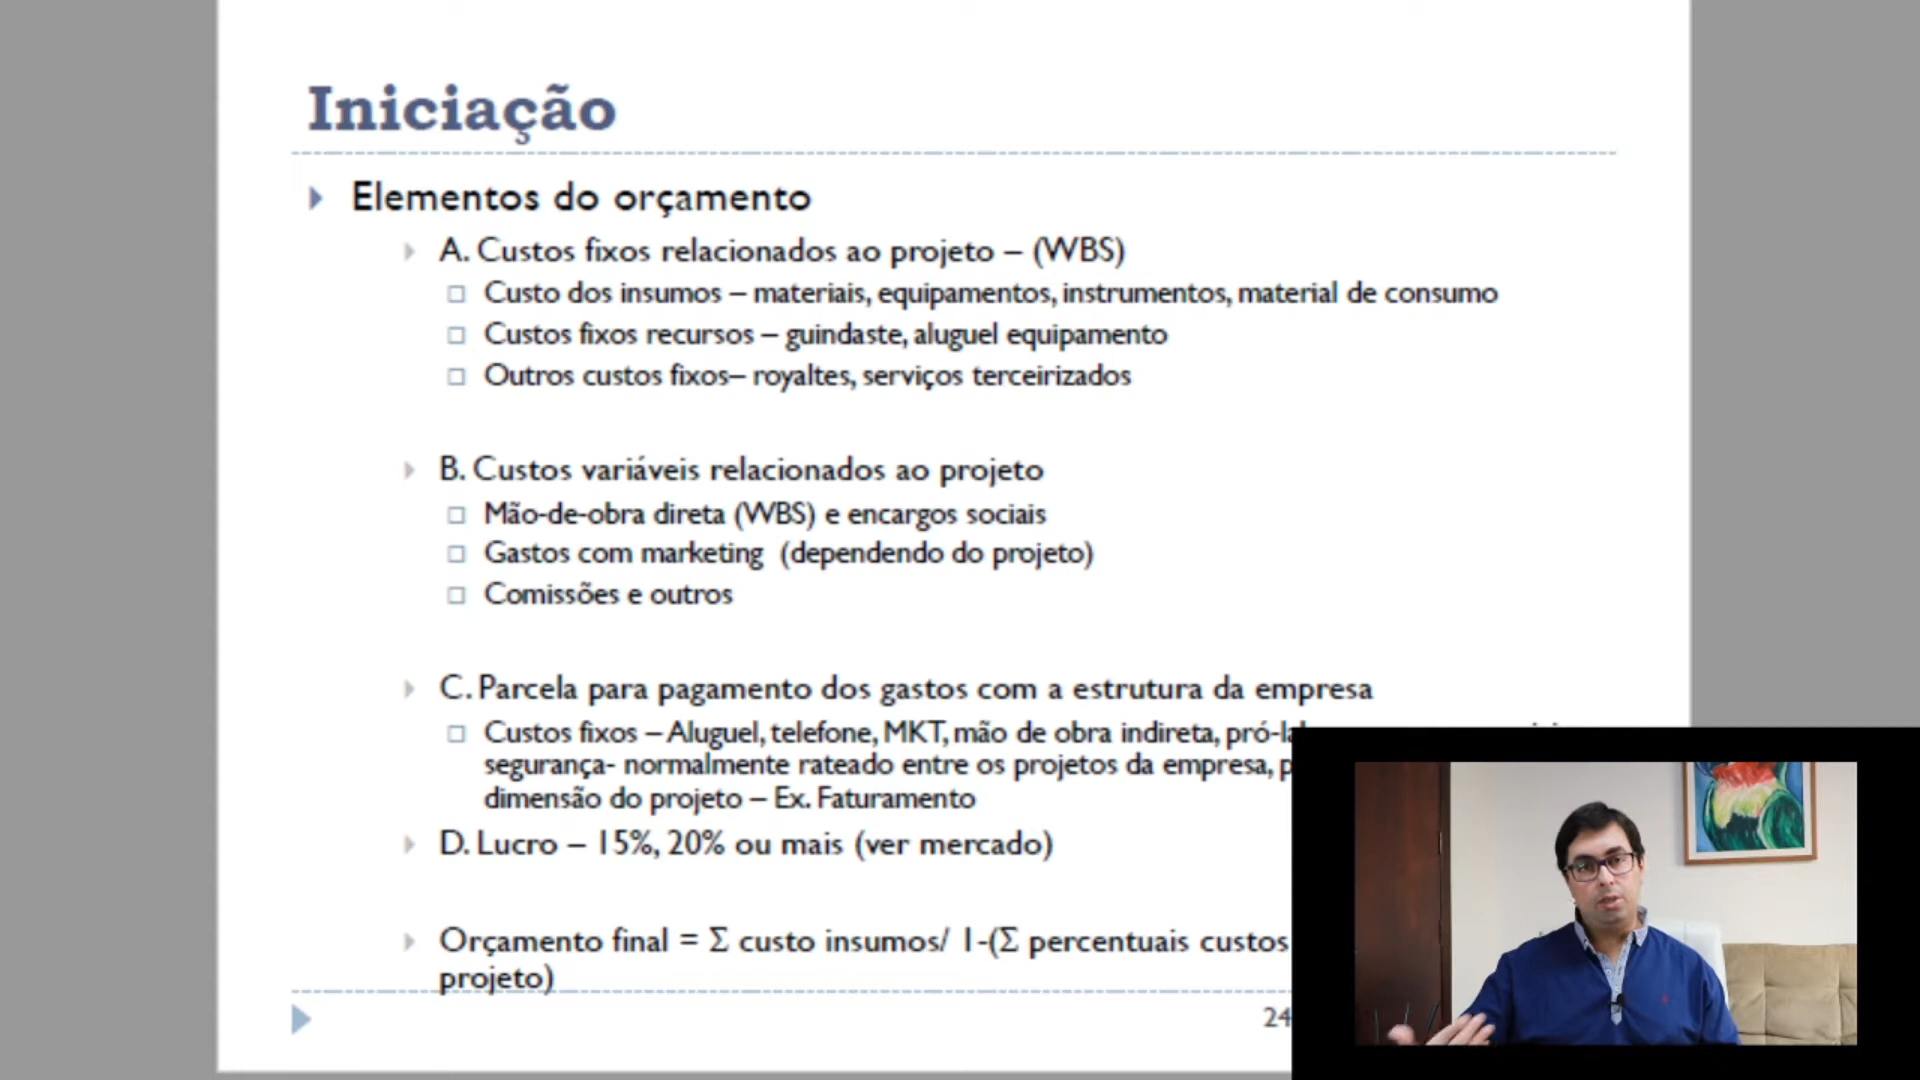 Iniciação
Elementos do orçamento
A. Custos fixos relacionados ao projeto – (WBS)
Custo dos insumos – materiais, equipamentos, instrumentos, material de consumo
Custos fixos recursos – guindaste, aluguel equipamento
Outros custos fixos– royaltes, serviços terceirizados
B. Custos variáveis relacionados ao projeto
Mão-de-obra direta (WBS) e encargos sociais
Gastos com marketing (dependendo do projeto)
Comissões e outros
C. Parcela para pagamento dos gastos com a estrutura da empresa
Custos fixos – Aluguel, telefone, MKT, mão de obra indireta,
segurança- normalmente rateado entre os projetos da empresa,
dimensão do projeto – Ex. Faturamento
D. Lucro – 15%, 20% ou mais (ver mercado)
Orçamento final = Σ custo insumos/ 1-(Σ percentuais custos
projeto)
24